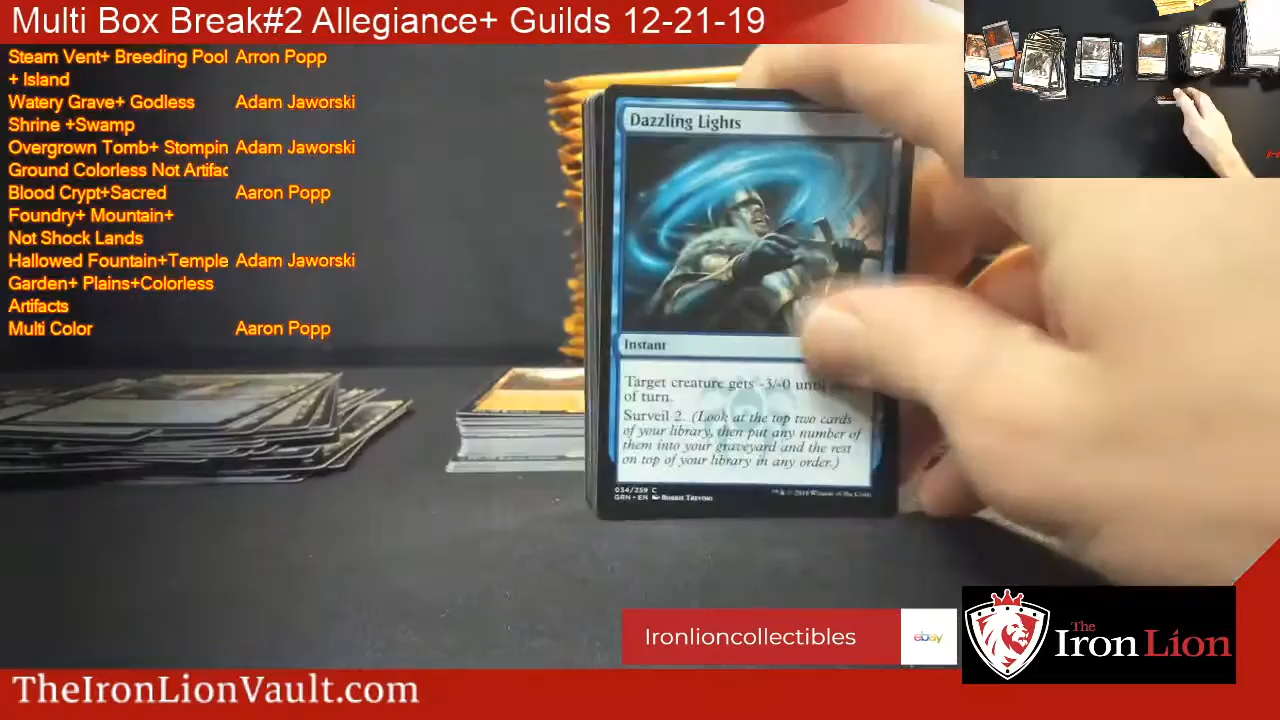 Multi Box Break#2 Allegiance+ Guilds 12-21-19
Steam Vent+ Breeding Pool Arron Popp
+ Island
Watery Grave+ Godless Adam Jaworski
Shrine +Swamp
Overgrown Tomb+ Stompin Adam Jaworski
Ground Colorless Not Artifac
Blood Crypt+Sacred Aaron Popp
Foundry+ Mountain+
Not Shock Lands
Hallowed Fountain+Temple Adam Jaworski
Garden+ Plains+Colorless
Artifacts
Multi Color Aaron Popp
Dazzling Lights
Instant
Target creature gets -3/-0 until
of turn.
Surveil 2. (Look at the top two cards
of your library, then put any number of
them into your graveyard and the rest
on top of your library in any order.)
034/259 C
GRN • EN
Ironlioncollectibles
ebay
The
Iron Lion
TheIronLionVault.com